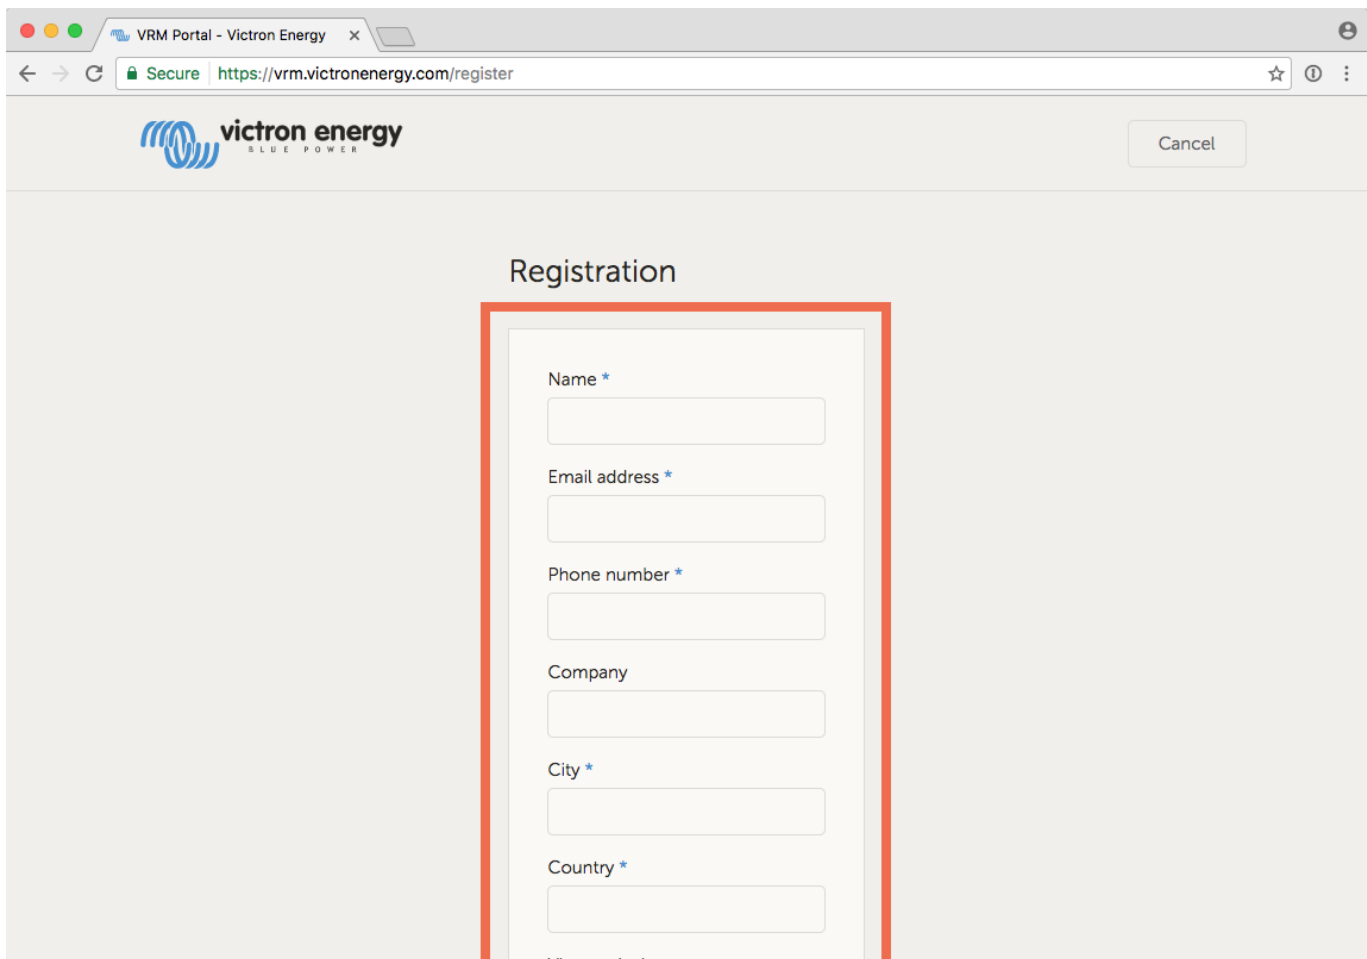 VRM Portal - Victron Energy
Secure https://vrm.victronenergy.com/register
victron energy
BLUE POWER
Cancel
Registration
Name *
Email address *
Phone number *
Company
City *
Country *